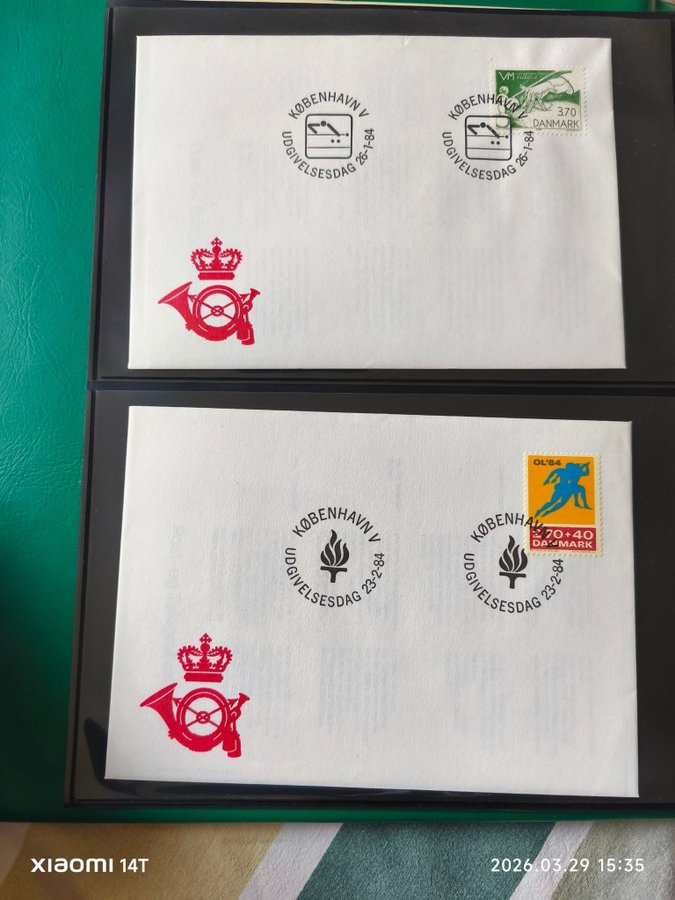 VM
3.70
DANMARK
KØBENHAVN V
UDGIVELSESDAG 26-1-84
KØBENHAVN V
UDGIVELSESDAG 26-1-84
OL'84
70+40
DANMARK
KØBENHAVN V
UDGIVELSESDAG 23-2-84
KØBENHAVN V
UDGIVELSESDAG 23-2-84
XIAOMI 14T
2026.03.29 15:35